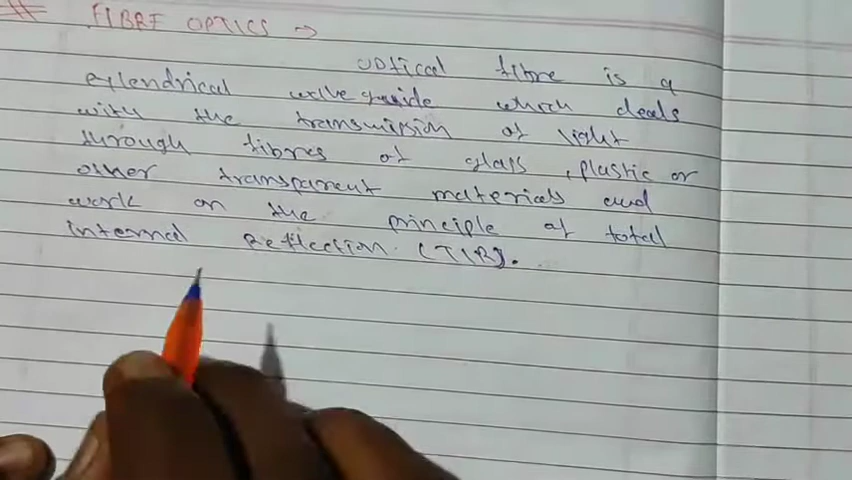 # FIBRE OPTICS →
optical fibre is a
cylendrical wave guide which deals
with the transmission of light
through fibres of glass, plastic or
other transparent materials and
work on the principle of total
internal reflection (TIR).